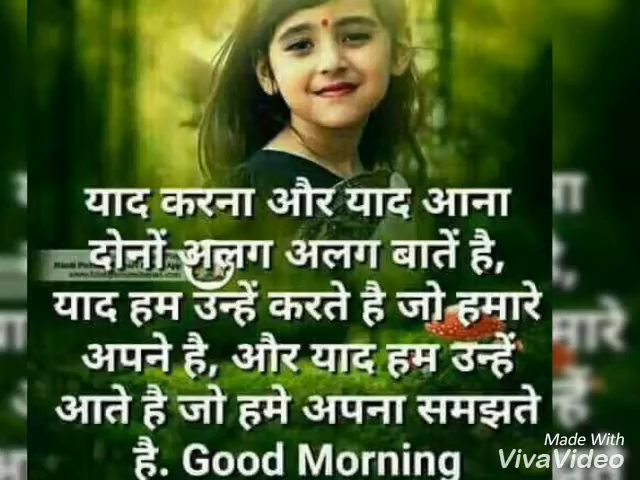 याद करना और याद आना
दोनों अलग अलग बातें है,
याद हम उन्हें करते है जो हमारे
अपने है, और याद हम उन्हें
आते है जो हमे अपना समझते
है. Good Morning
Made With
VivaVideo